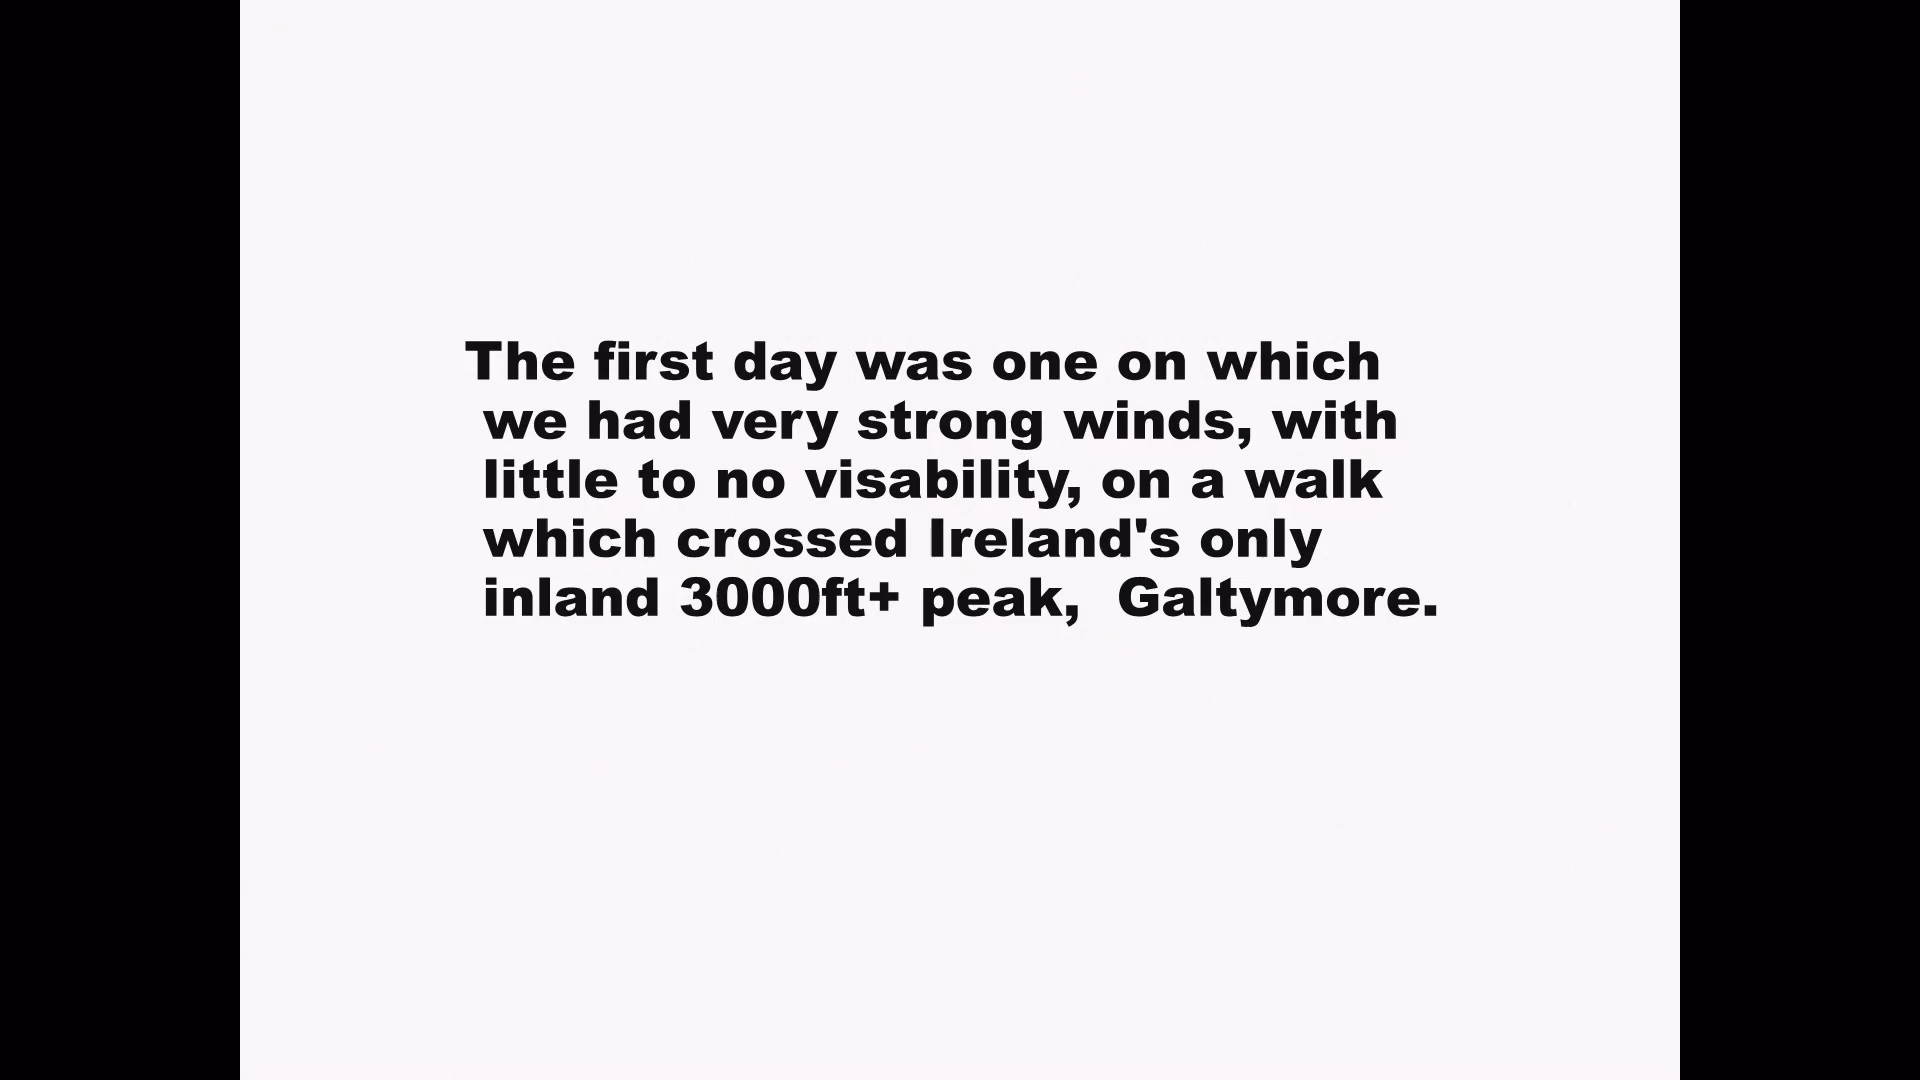 The first day was one on which
we had very strong winds, with
little to no visability, on a walk
which crossed Ireland's only
inland 3000ft+ peak,  Galtymore.